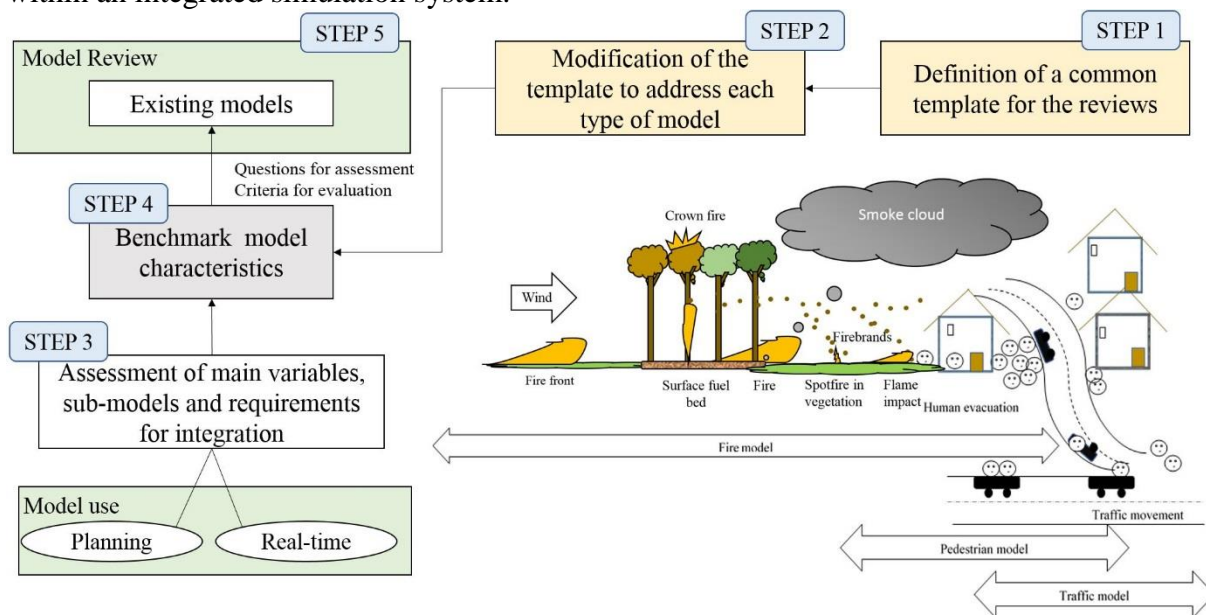 within an integrated simulation system.
STEP 5
STEP 2
STEP 1
Model Review
Existing models
Modification of the
template to address each
type of model
Definition of a common
template for the reviews
Questions for assessment
Criteria for evaluation
STEP 4
Benchmark model
characteristics
STEP 3
Assessment of main variables,
sub-models and requirements
for integration
Model use
Planning
Real-time
Smoke cloud
Crown fire
Wind
Firebrands
Fire front
Surface fuel
bed
Fire
Spotfire in
vegetation
Flame
impact
Human evacuation
Fire model
Traffic movement
Pedestrian model
Traffic model